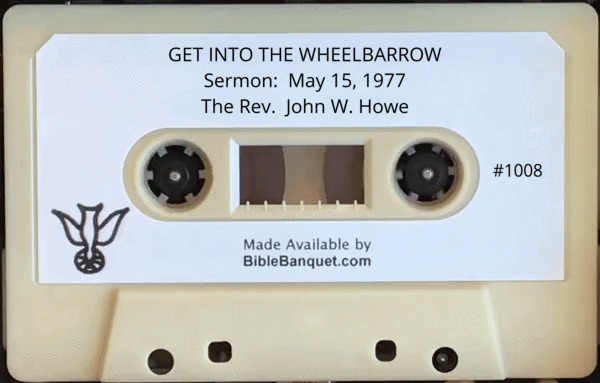 GET INTO THE WHEELBARROW
Sermon:  May 15, 1977
The Rev.  John W. Howe
#1008
Made Available by
BibleBanquet.com